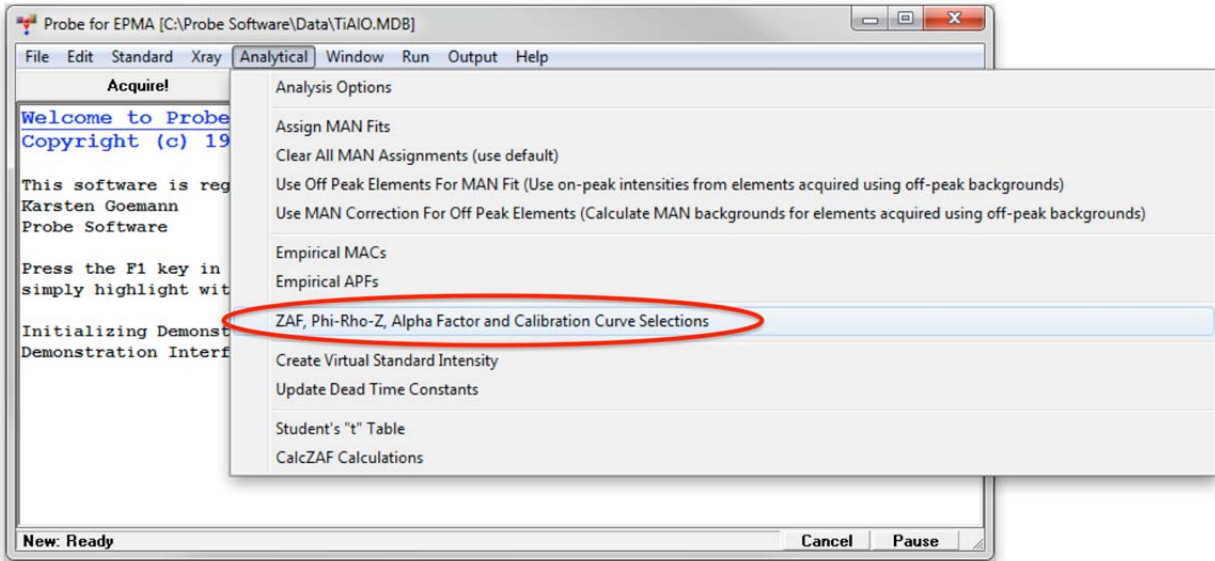 Probe for EPMA [C:\Probe Software\Data\TiAlO.MDB]
File Edit Standard Xray Analytical Window Run Output Help
Acquire!
Welcome to Probe
Copyright (c) 19
This software is reg
Karsten Goemann
Probe Software
Press the F1 key in
simply highlight wit
Initializing Demonst
Demonstration Interf
Analysis Options
Assign MAN Fits
Clear All MAN Assignments (use default)
Use Off Peak Elements For MAN Fit (Use on-peak intensities from elements acquired using off-peak backgrounds)
Use MAN Correction For Off Peak Elements (Calculate MAN backgrounds for elements acquired using off-peak backgrounds)
Empirical MACs
Empirical APFs
ZAF, Phi-Rho-Z, Alpha Factor and Calibration Curve Selections
Create Virtual Standard Intensity
Update Dead Time Constants
Student's "t" Table
CalcZAF Calculations
New: Ready
Cancel Pause